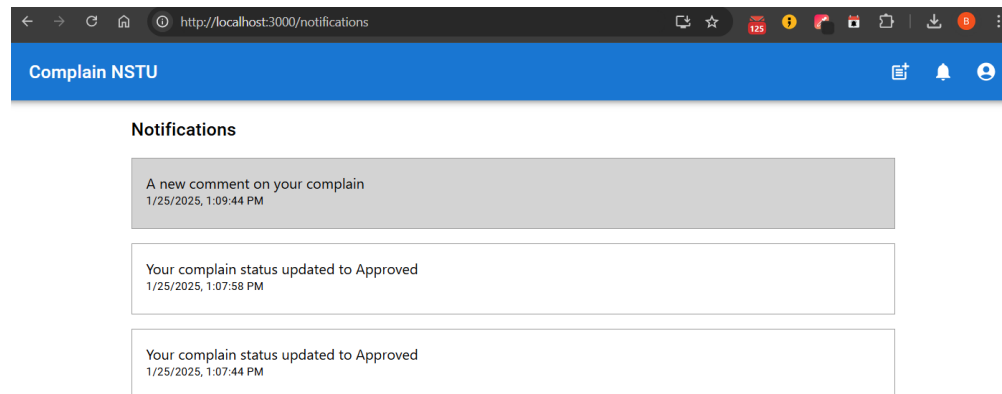 http://localhost:3000/notifications
125
B
Complain NSTU
Notifications
A new comment on your complain
1/25/2025, 1:09:44 PM
Your complain status updated to Approved
1/25/2025, 1:07:58 PM
Your complain status updated to Approved
1/25/2025, 1:07:44 PM